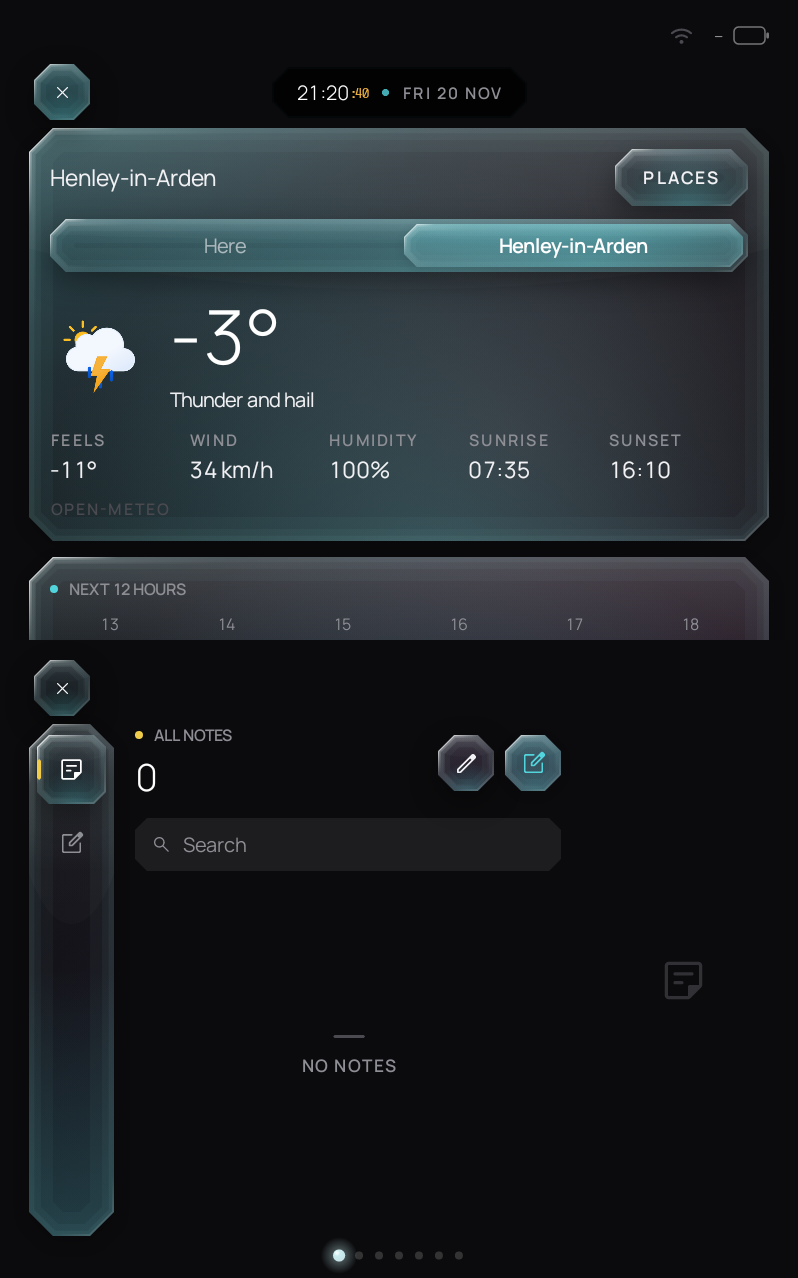 21:20:40 • FRI 20 NOV
Henley-in-Arden
PLACES
Here
Henley-in-Arden
-3°
Thunder and hail
FEELS WIND HUMIDITY SUNRISE SUNSET
-11° 34 km/h 100% 07:35 16:10
OPEN-METEO
NEXT 12 HOURS
13 14 15 16 17 18
ALL NOTES
0
Search
NO NOTES